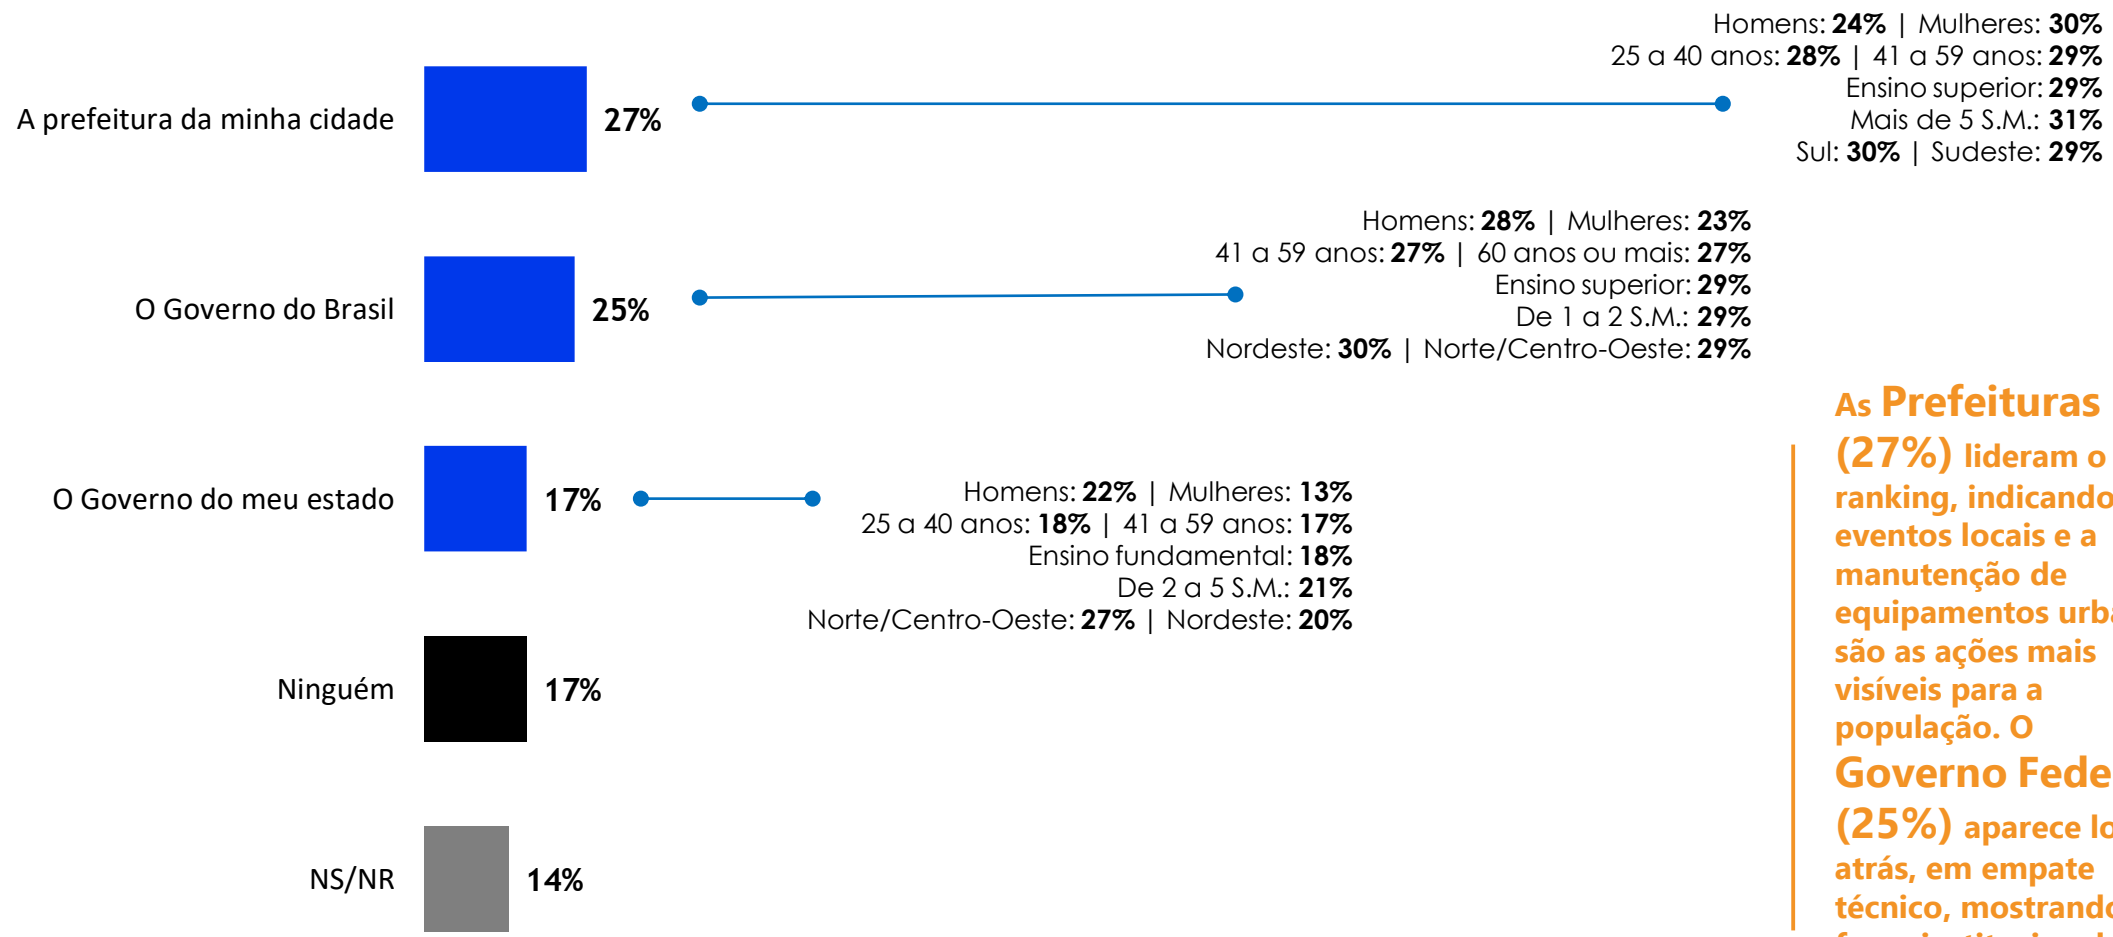 Homens: 24% | Mulheres: 30%
25 a 40 anos: 28% | 41 a 59 anos: 29%
Ensino superior: 29%
Mais de 5 S.M.: 31%
Sul: 30% | Sudeste: 29%
A prefeitura da minha cidade
27%
Homens: 28% | Mulheres: 23%
41 a 59 anos: 27% | 60 anos ou mais: 27%
Ensino superior: 29%
De 1 a 2 S.M.: 29%
Nordeste: 30% | Norte/Centro-Oeste: 29%
O Governo do Brasil
25%
O Governo do meu estado
17%
Homens: 22% | Mulheres: 13%
25 a 40 anos: 18% | 41 a 59 anos: 17%
Ensino fundamental: 18%
De 2 a 5 S.M.: 21%
Norte/Centro-Oeste: 27% | Nordeste: 20%
Ninguém
17%
NS/NR
14%
As Prefeituras
(27%) lideram o
ranking, indicando
eventos locais e a
manutenção de
equipamentos
são as ações mais
visíveis para a
população. O
Governo
(25%) aparece
atrás, em empate
técnico, mostrando